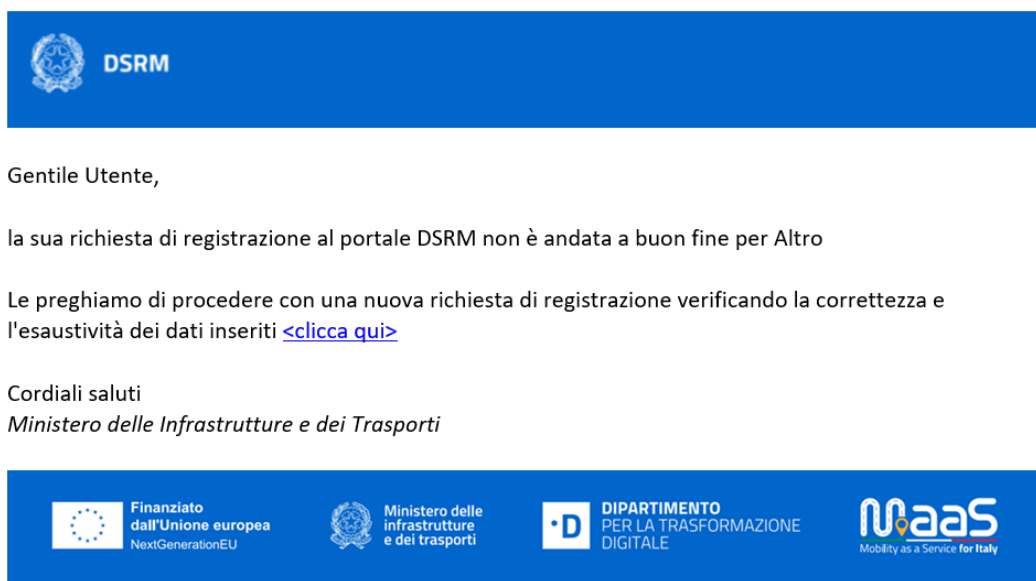 DSRM
Gentile Utente,
la sua richiesta di registrazione al portale DSRM non è andata a buon fine per Altro
Le preghiamo di procedere con una nuova richiesta di registrazione verificando la correttezza e
l'esaustività dei dati inseriti <clicca qui>
Cordiali saluti
Ministero delle Infrastrutture e dei Trasporti
Finanziato
dall'Unione europea
NextGenerationEU
Ministero delle
infrastrutture
e dei trasporti
·D
DIPARTIMENTO
PER LA TRASFORMAZIONE
DIGITALE
MaaS
Mobility as a Service for Italy